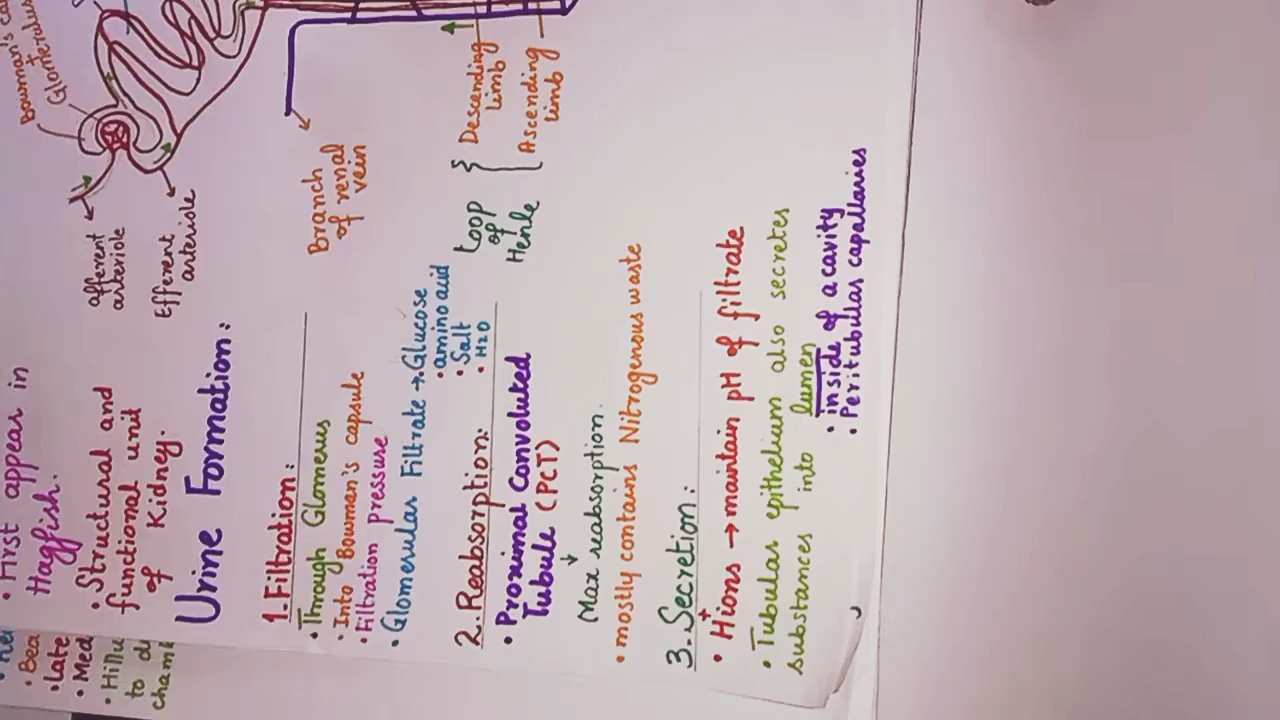 Bouman's ca
+
Glomerulus
afferent
arteriole
Efferent
arteriole
Branch
of renal
vein
Loop
of
Henle
Descending
limb
Ascending
limb
• First appear in
Hagfish.
• Structural and
functional unit
of Kidney.
• Bea
• Late
• Med
• Hillu
to d
cham
Urine Formation:
1. Filtration:
• Through Glomerus
• Into Bowman's capsule
• Filtration pressure
• Glomerular Filtrate → • Glucose
• amino acid
• Salt
• H2O
2. Reabsorption:
• Proximal Convoluted
Tubule (PCT)
↓
Max reabsorption.
• mostly contains Nitrogenous waste
3. Secretion:
• H+ions → maintain pH of filtrate
• Tubular epithelium also secretes
substances into lumen
• inside of a cavity
• Peritubular capallaries